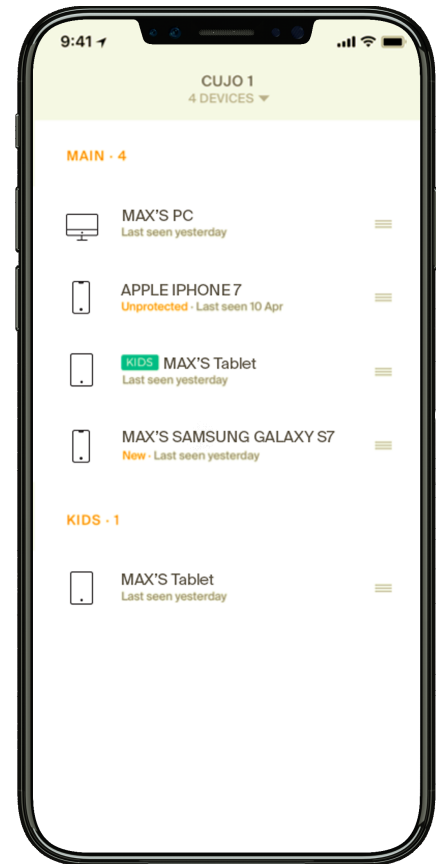 9:41
CUJO 1
4 DEVICES
MAIN · 4
MAX'S PC
Last seen yesterday
APPLE IPHONE 7
Unprotected · Last seen 10 Apr
KIDS MAX'S Tablet
Last seen yesterday
MAX'S SAMSUNG GALAXY S7
New · Last seen yesterday
KIDS · 1
MAX'S Tablet
Last seen yesterday